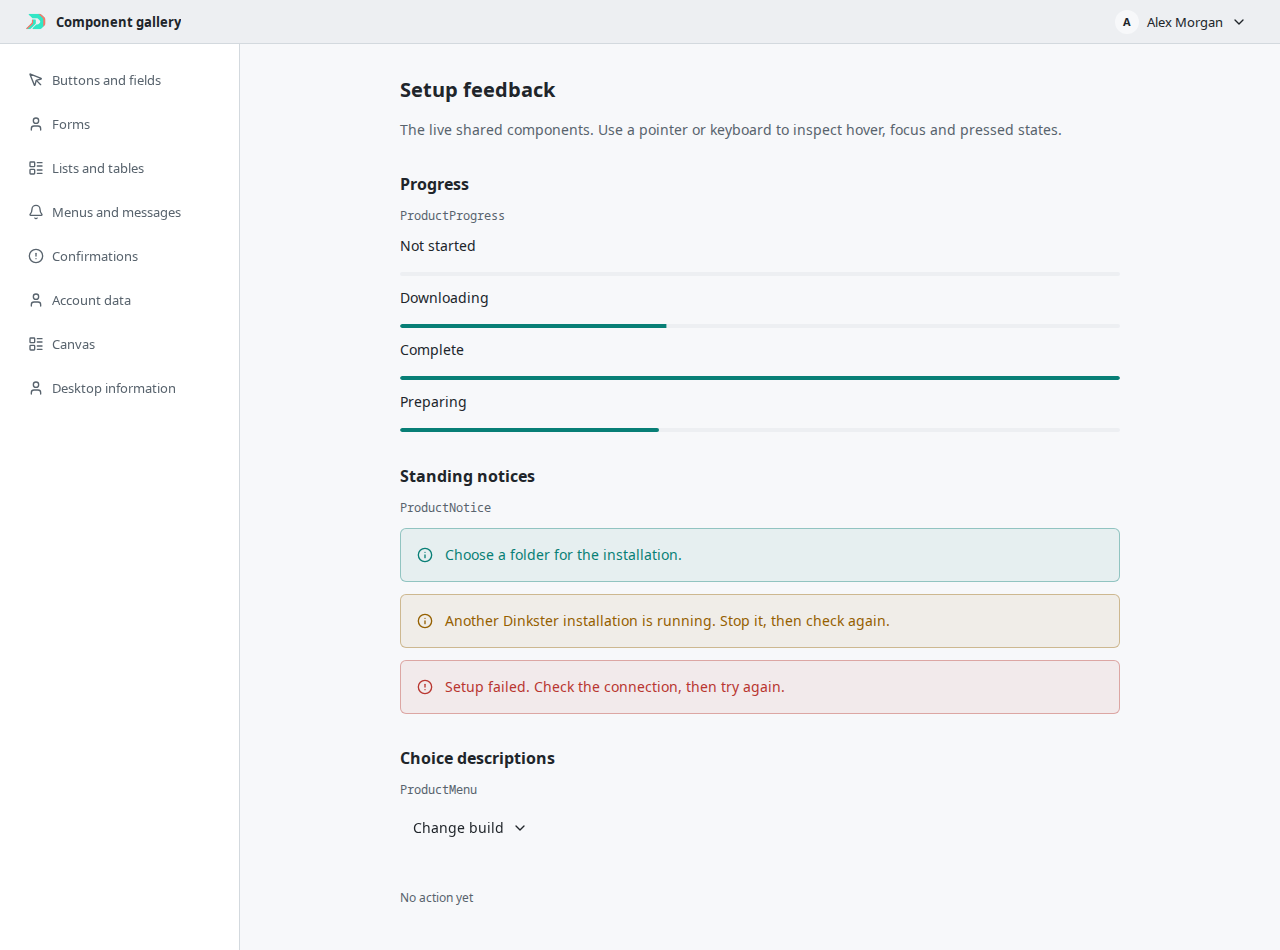 Component gallery
A Alex Morgan
Buttons and fields
Forms
Lists and tables
Menus and messages
Confirmations
Account data
Canvas
Desktop information
Setup feedback
The live shared components. Use a pointer or keyboard to inspect hover, focus and pressed states.
Progress
ProductProgress
Not started
Downloading
Complete
Preparing
Standing notices
ProductNotice
Choose a folder for the installation.
Another Dinkster installation is running. Stop it, then check again.
Setup failed. Check the connection, then try again.
Choice descriptions
ProductMenu
Change build
No action yet